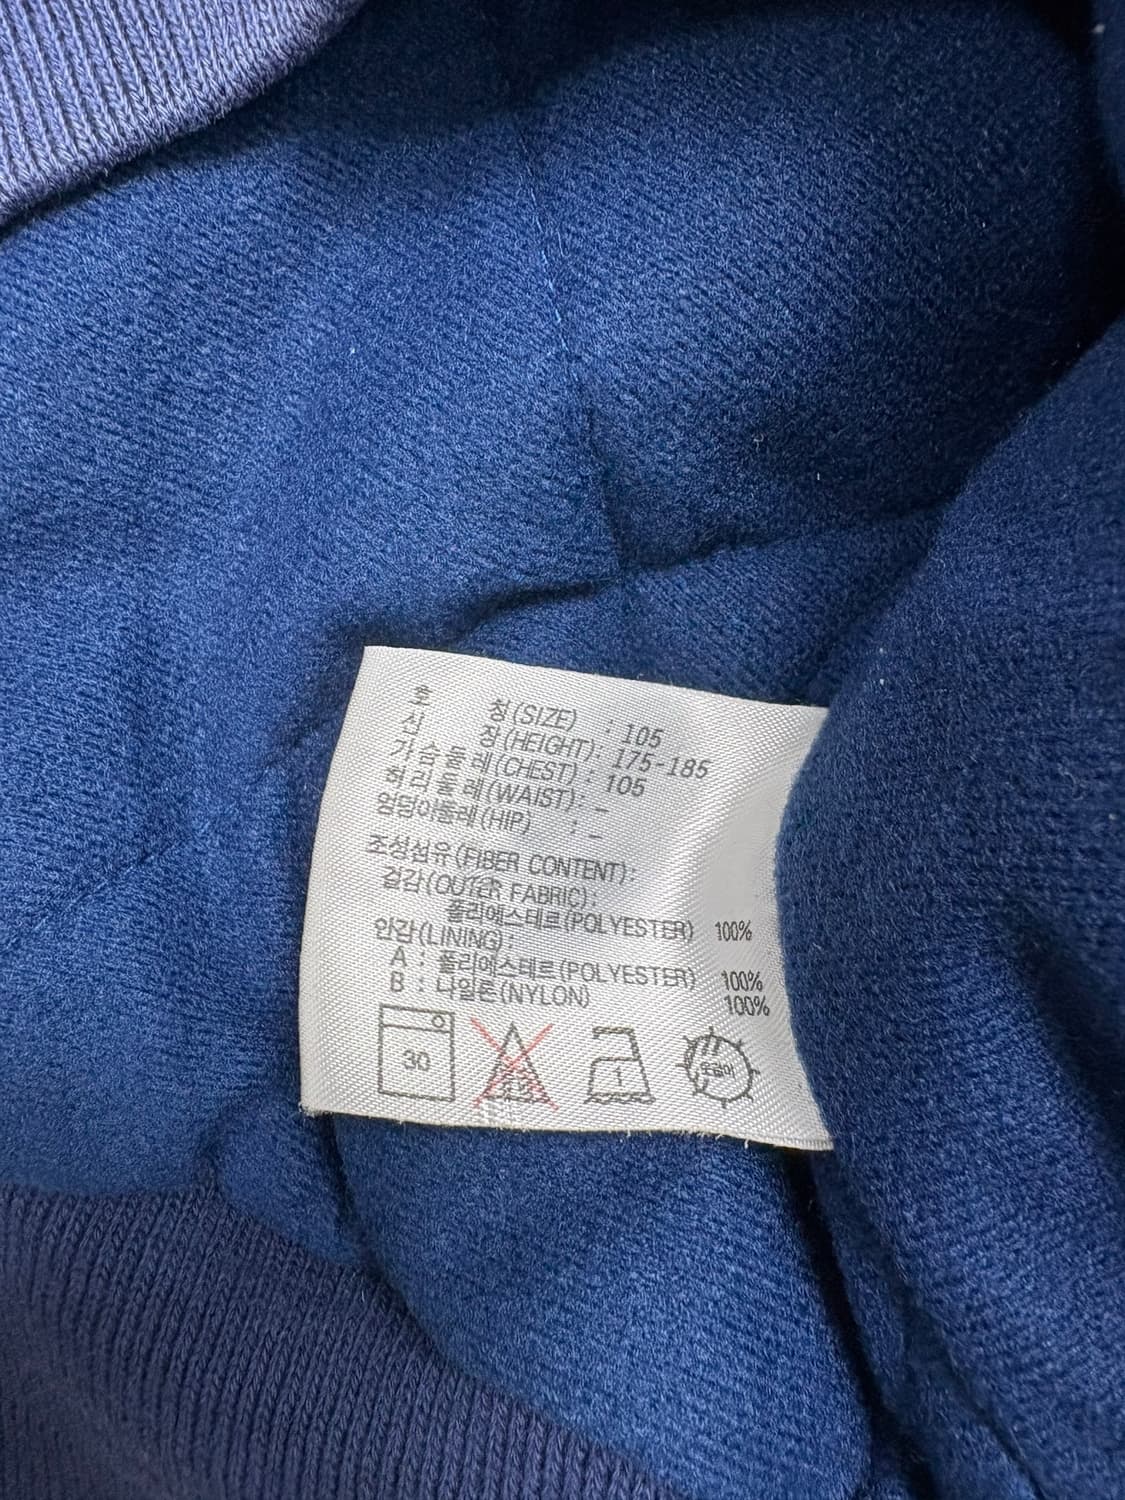 호 칭(SIZE) : 105
신 장(HEIGHT): 175-185
가슴둘레(CHEST) : 105
허리둘레(WAIST): -
엉덩이둘레(HIP) : -
조성섬유(FIBER CONTENT):
겉감(OUTER FABRIC):
폴리에스테르(POLYESTER) 100%
안감(LINING):
A : 폴리에스테르(POLYESTER) 100%
B : 나일론(NYLON) 100%
30
1